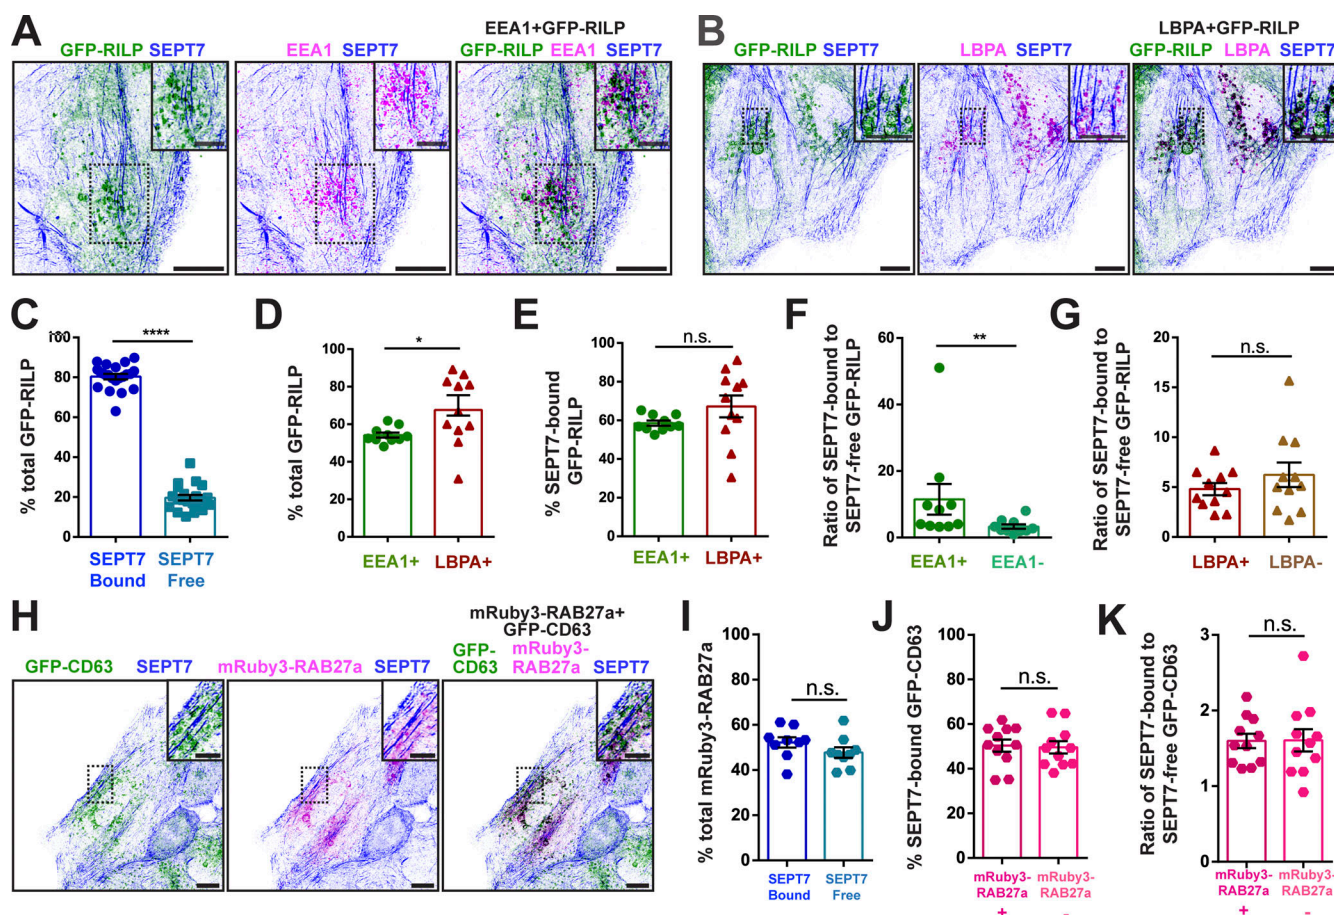 A
EEA1+GFP-RILP
GFP-RILP SEPT7
EEA1 SEPT7
GFP-RILP EEA1 SEPT7
B
LBPA+GFP-RILP
GFP-RILP SEPT7
LBPA SEPT7
GFP-RILP LBPA SEPT7
C
% total GFP-RILP
100
80
60
40
20
0
****
SEPT7
Bound
SEPT7
Free
D
% total GFP-RILP
100
80
60
40
20
0
*
EEA1+
LBPA+
E
% SEPT7-bound
GFP-RILP
100
80
60
40
20
0
n.s.
EEA1+
LBPA+
F
Ratio of SEPT7-bound to
SEPT7-free GFP-RILP
60
40
20
0
**
EEA1+
EEA1-
G
Ratio of SEPT7-bound to
SEPT7-free GFP-RILP
20
15
10
5
0
n.s.
LBPA+
LBPA-
H
mRuby3-RAB27a+
GFP-CD63
GFP-CD63 SEPT7
mRuby3-RAB27a SEPT7
GFP-
CD63
mRuby3-
RAB27a
SEPT7
I
% total mRuby3-RAB27a
100
80
60
40
20
0
n.s.
SEPT7
Bound
SEPT7
Free
J
% SEPT7-bound GFP-CD63
100
80
60
40
20
0
n.s.
mRuby3-
RAB27a
+
mRuby3-
RAB27a
-
K
Ratio of SEPT7-bound to
SEPT7-free GFP-CD63
3
2
1
0
n.s.
mRuby3-
RAB27a
+
mRuby3-
RAB27a
-